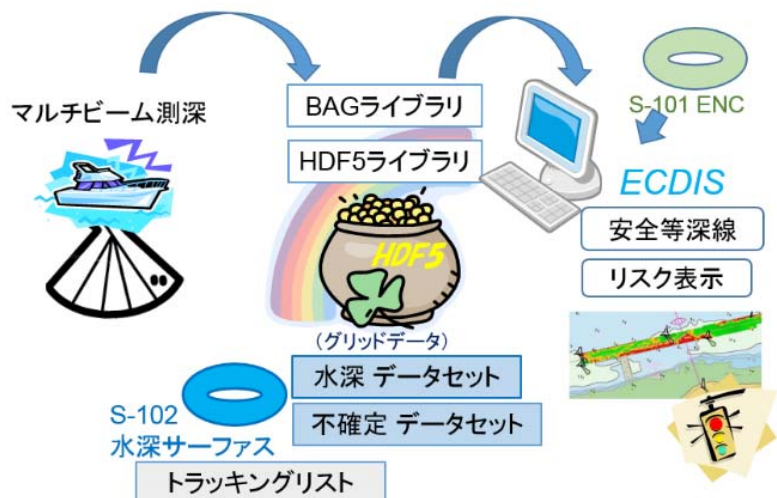 マルチビーム測深
BAGライブラリ
HDF5ライブラリ
S-101 ENC
ECDIS
安全等深線
リスク表示
HDF5
(グリッドデータ)
水深 データセット
不確定 データセット
S-102
水深サーファス
トラッキングリスト